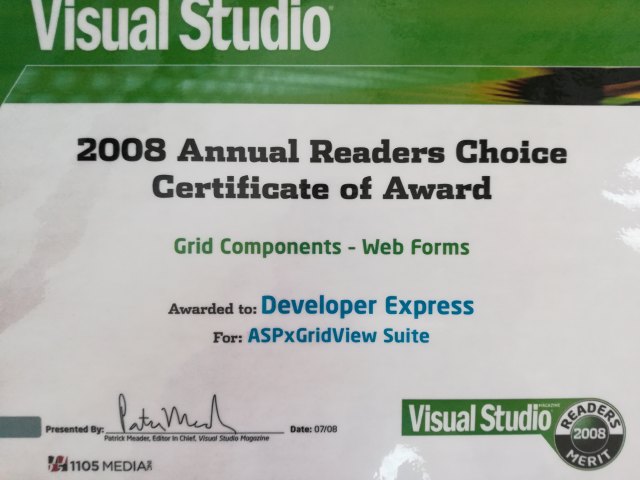 Visual Studio
2008 Annual Readers Choice
Certificate of Award
Grid Components - Web Forms
Awarded to: Developer Express
For: ASPxGridView Suite
Presented By:
Date: 07/08
Patrick Meader, Editor In Chief, Visual Studio Magazine
1105 MEDIA INC
Visual Studio MAGAZINE
READERS
2008
MERIT